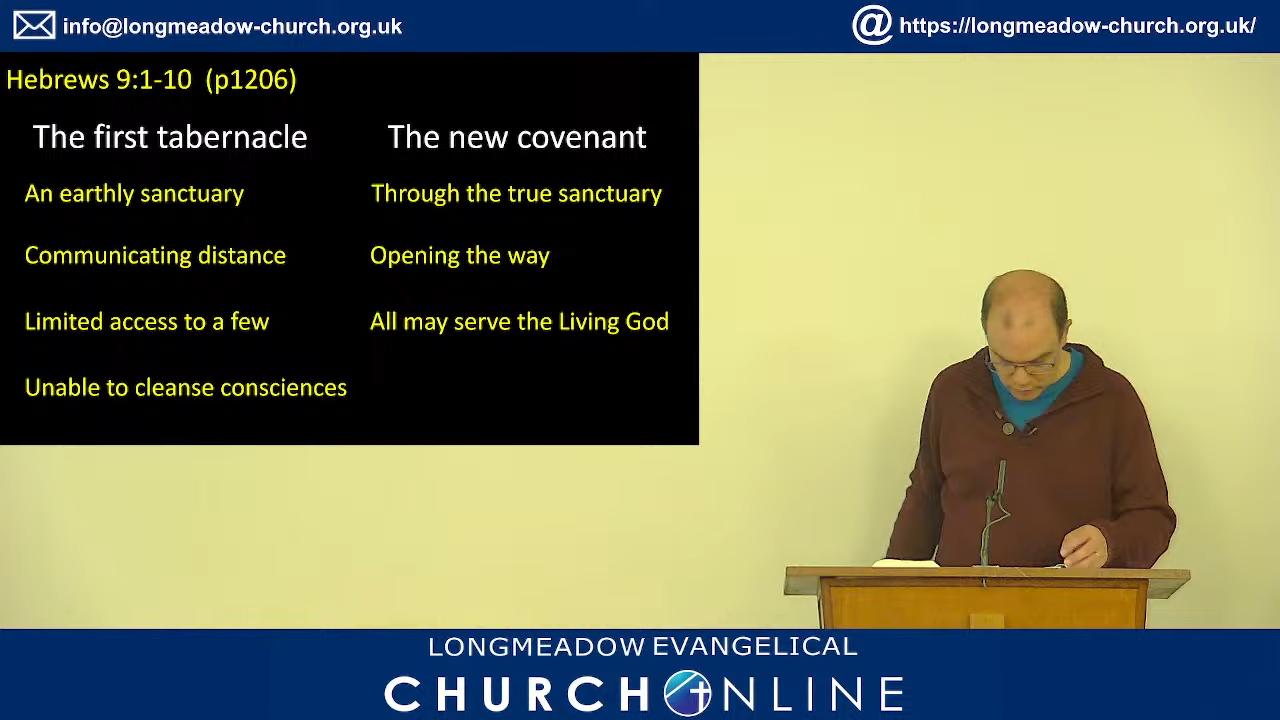 info@longmeadow-church.org.uk
https://longmeadow-church.org.uk/
Hebrews 9:1-10 (p1206)
The first tabernacle
The new covenant
An earthly sanctuary
Through the true sanctuary
Communicating distance
Opening the way
Limited access to a few
All may serve the Living God
Unable to cleanse consciences
LONGMEADOW EVANGELICAL
CHURCH ONLINE